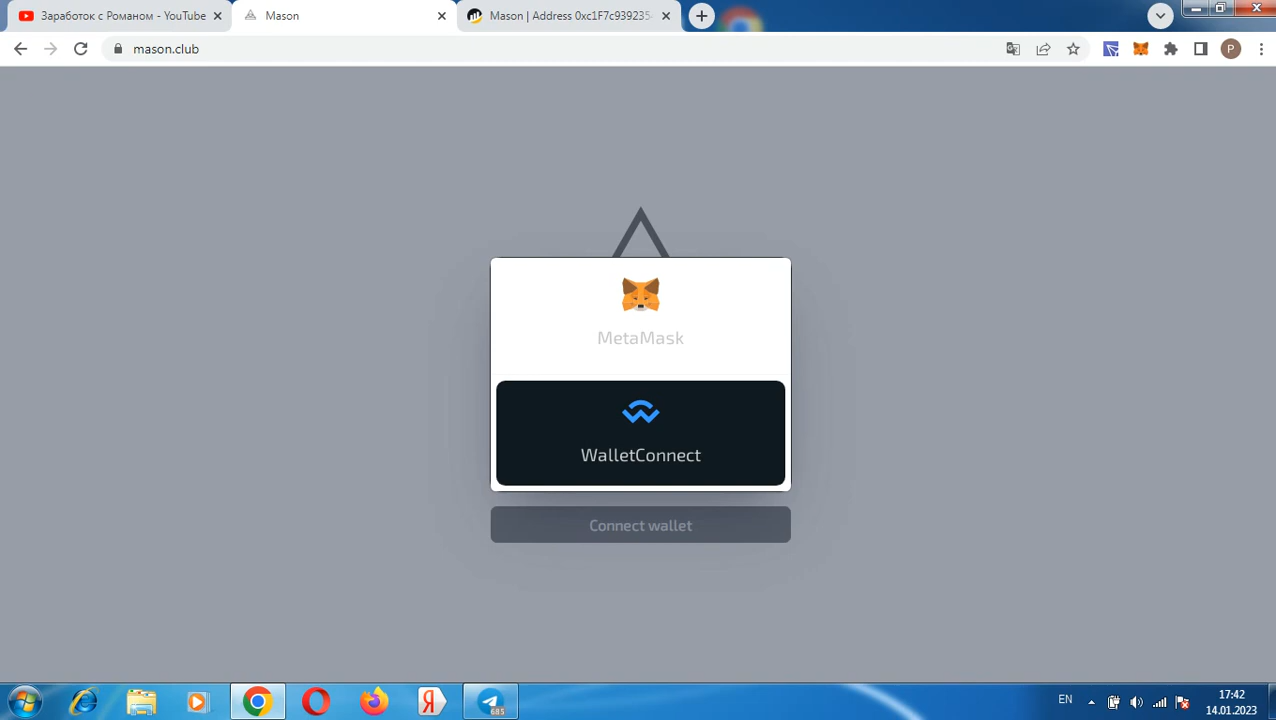 Заработок с Романом - YouTube
Mason
Mason | Address 0xc1F7c939235
mason.club
P
MetaMask
WalletConnect
Connect wallet
685
EN
17:42
14.01.2023